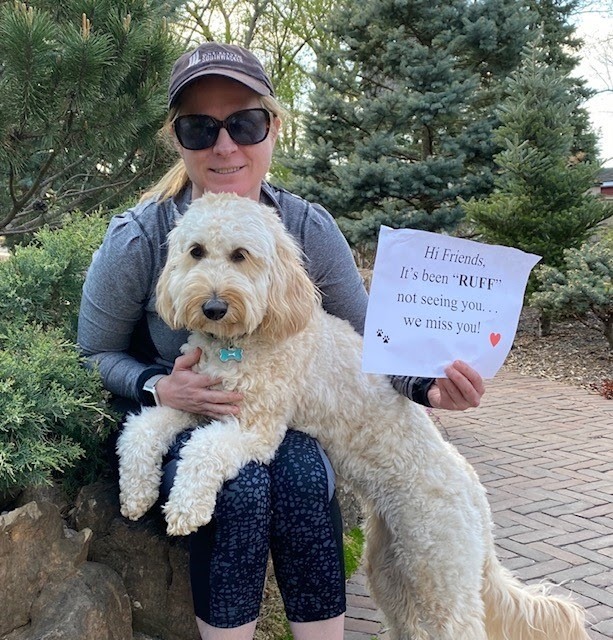 Hi Friends,
It's been “RUFF”
not seeing you. . .
we miss you!